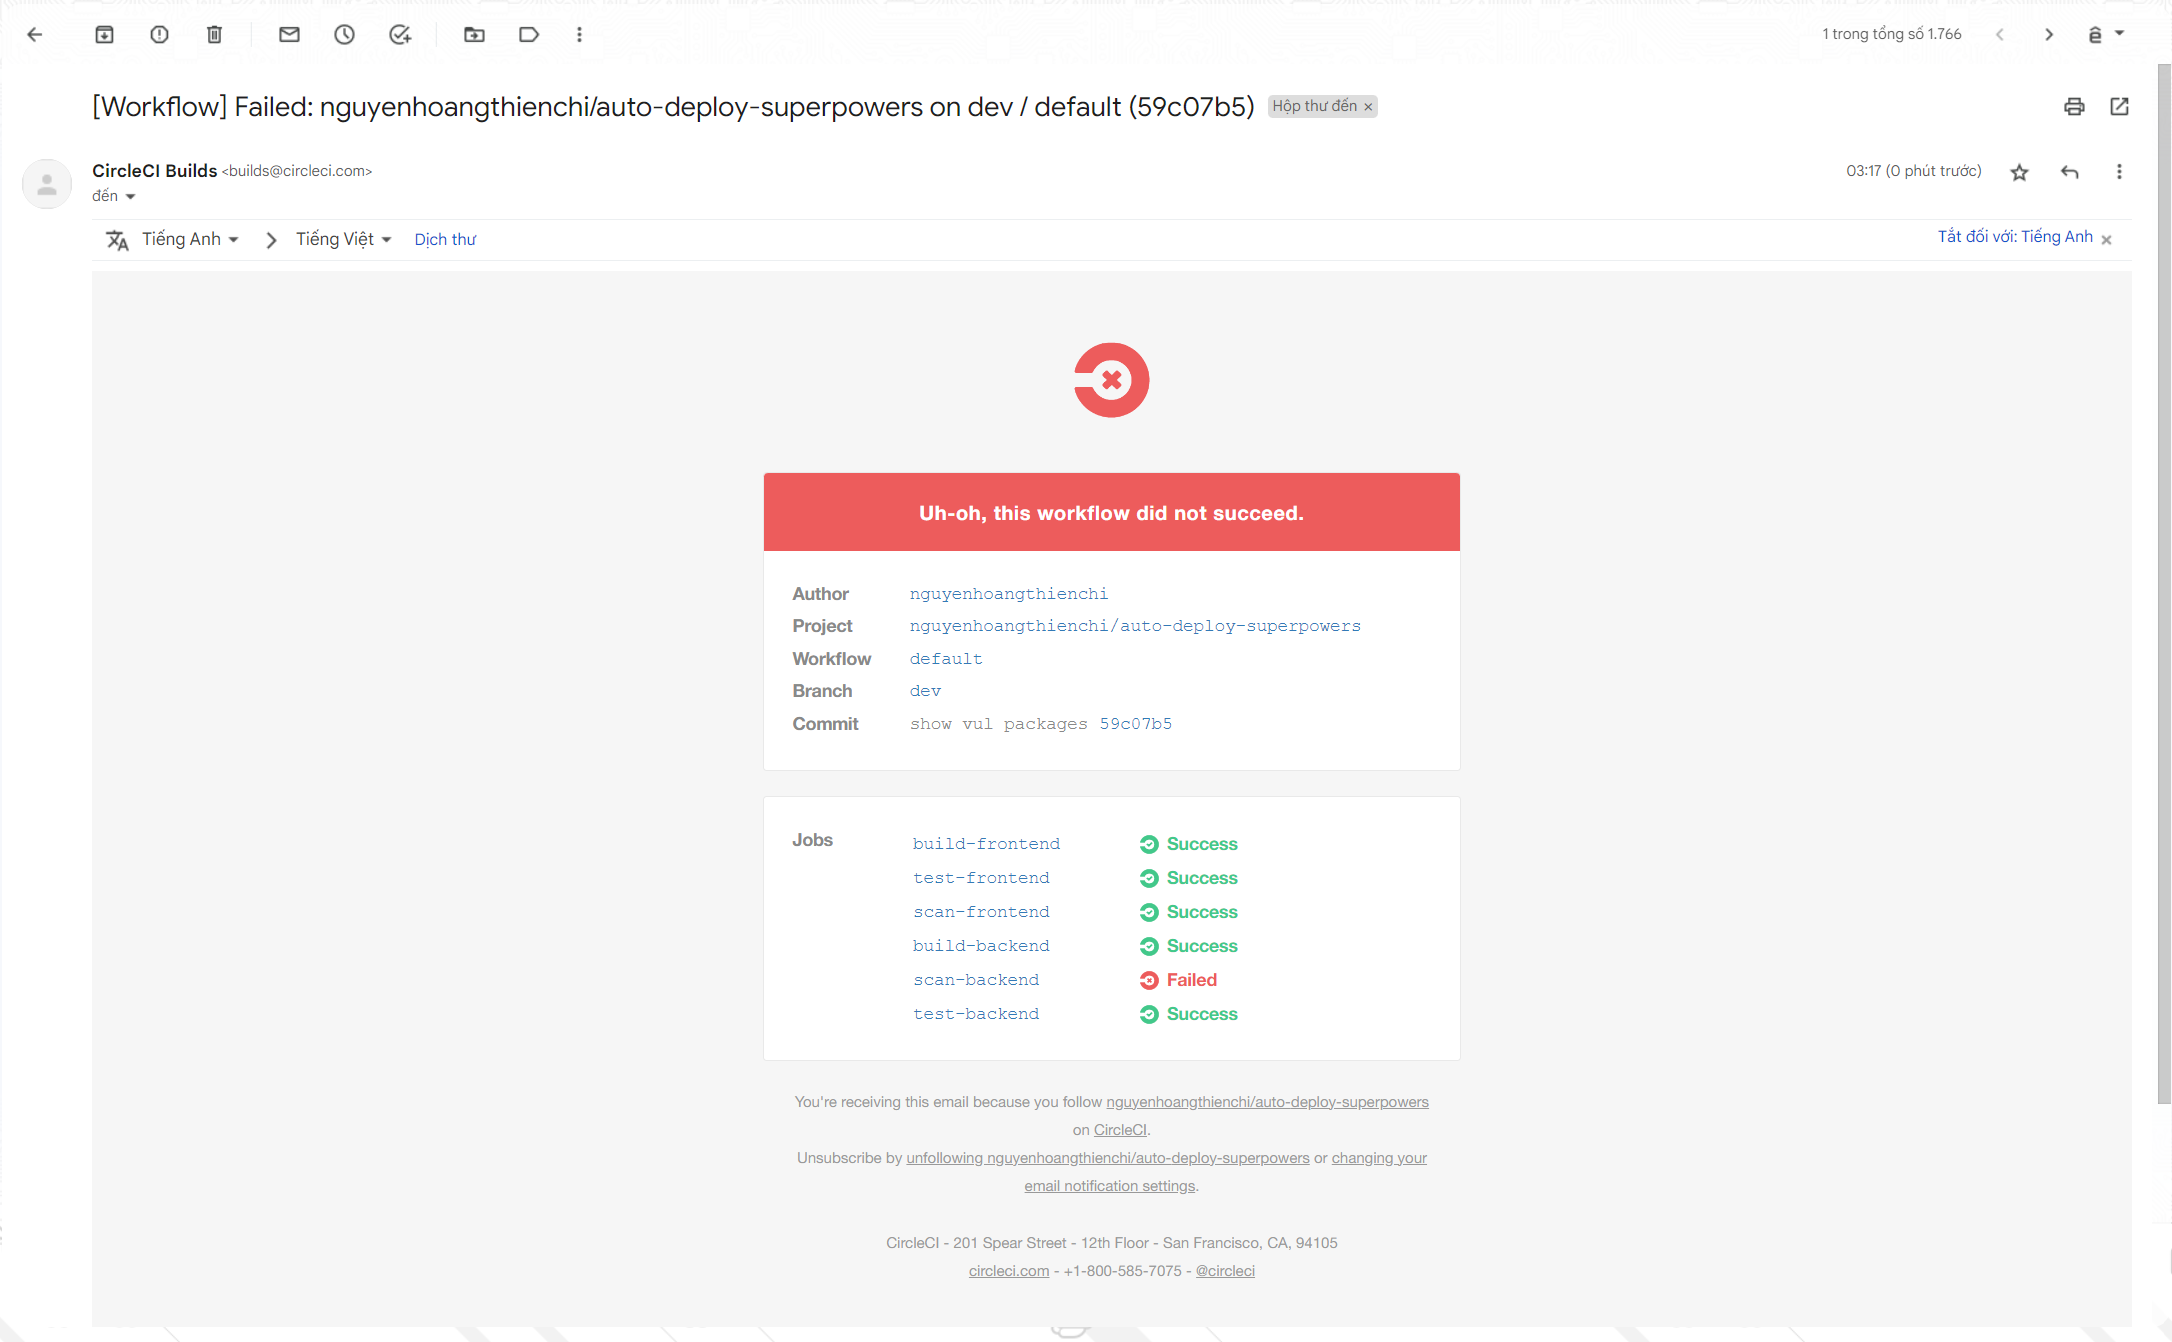 1 trong tổng số 1.766
ê
[Workflow] Failed: nguyenhoangthienchi/auto-deploy-superpowers on dev / default (59c07b5) Hộp thư đến ×
CircleCI Builds <builds@circleci.com>
03:17 (0 phút trước)
đến
Tiếng Anh > Tiếng Việt Dịch thư
Tắt đối với: Tiếng Anh ×
Uh-oh, this workflow did not succeed.
Author nguyenhoangthienchi
Project nguyenhoangthienchi/auto-deploy-superpowers
Workflow default
Branch dev
Commit show vul packages 59c07b5
Jobs build-frontend Success
test-frontend Success
scan-frontend Success
build-backend Success
scan-backend Failed
test-backend Success
You're receiving this email because you follow nguyenhoangthienchi/auto-deploy-superpowers
on CircleCI.
Unsubscribe by unfollowing nguyenhoangthienchi/auto-deploy-superpowers or changing your
email notification settings.
CircleCI - 201 Spear Street - 12th Floor - San Francisco, CA, 94105
circleci.com - +1-800-585-7075 - @circleci